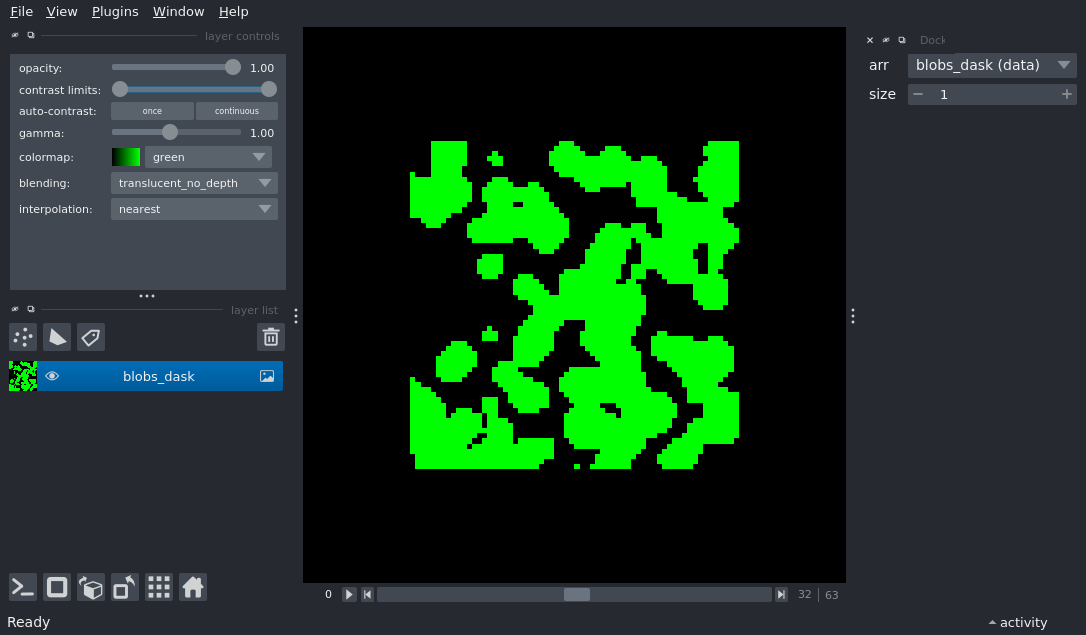 File View Plugins Window Help
layer controls
opacity: 1.00
contrast limits:
auto-contrast: once continuous
gamma: 1.00
colormap: green
blending: translucent_no_depth
interpolation: nearest
layer list
blobs_dask
Dock
arr blobs_dask (data)
size 1
0 32 63
Ready
activity